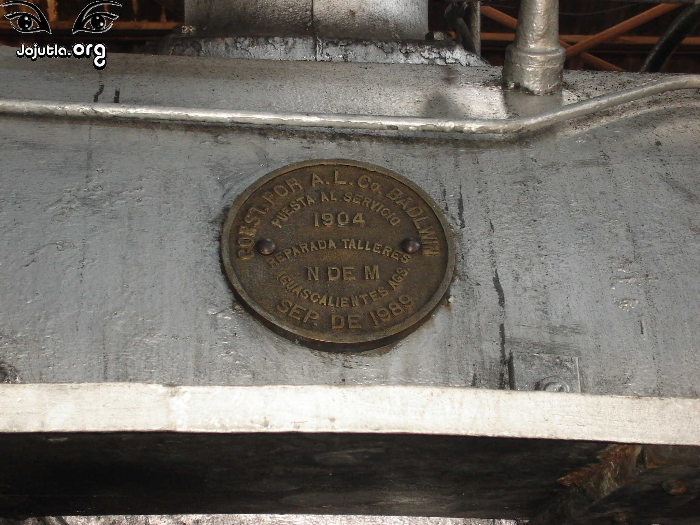 Jojutla.org
CONST. POR A. L. Co. BADLWIN
PUESTA AL SERVICIO
1904
REPARADA TALLERES
N DE M
AGUASCALIENTES AGS.
SEP. DE 1989